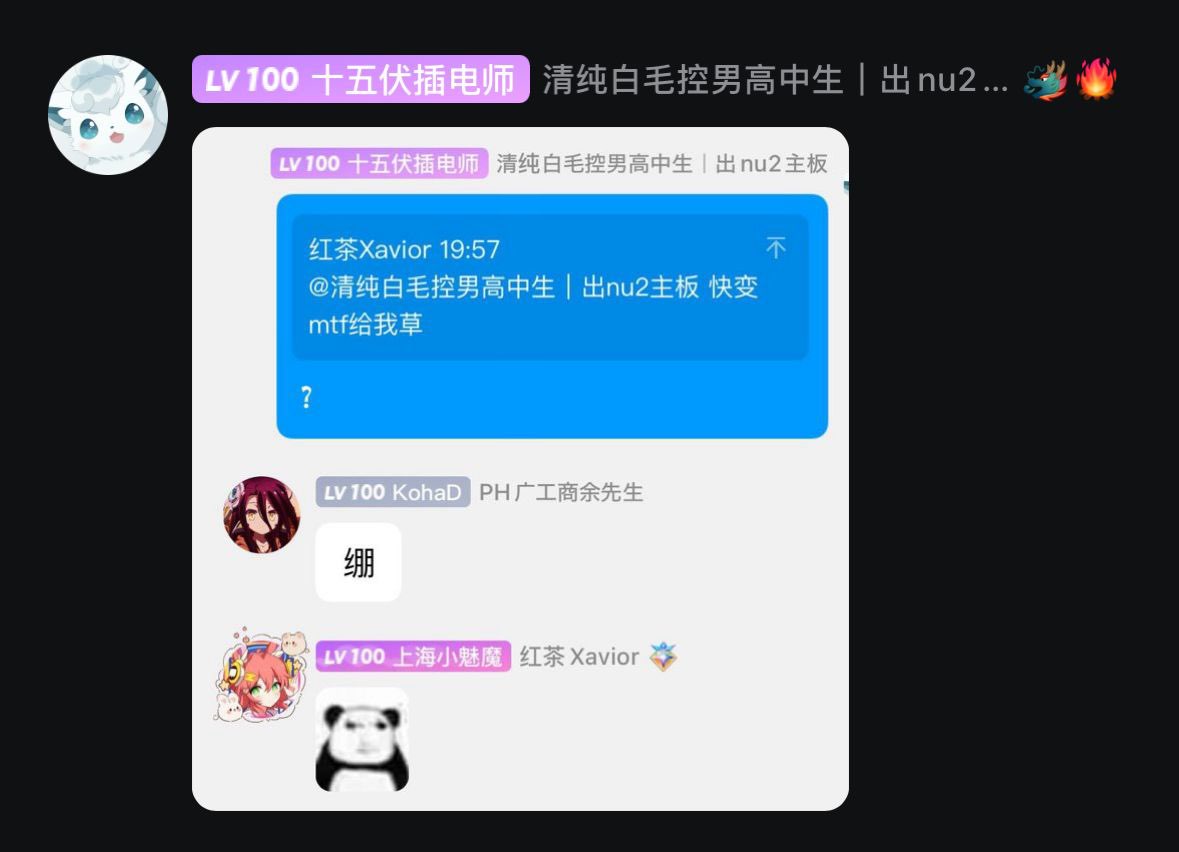 LV 100 十五伏插电师 清纯白毛控男高中生｜出nu2...
LV 100 十五伏插电师 清纯白毛控男高中生｜出nu2主板
红茶Xavior 19:57
@清纯白毛控男高中生｜出nu2主板 快变
mtf给我草
?
LV 100 KohaD PH广工商余先生
绷
LV 100 上海小魅魔 红茶Xavior